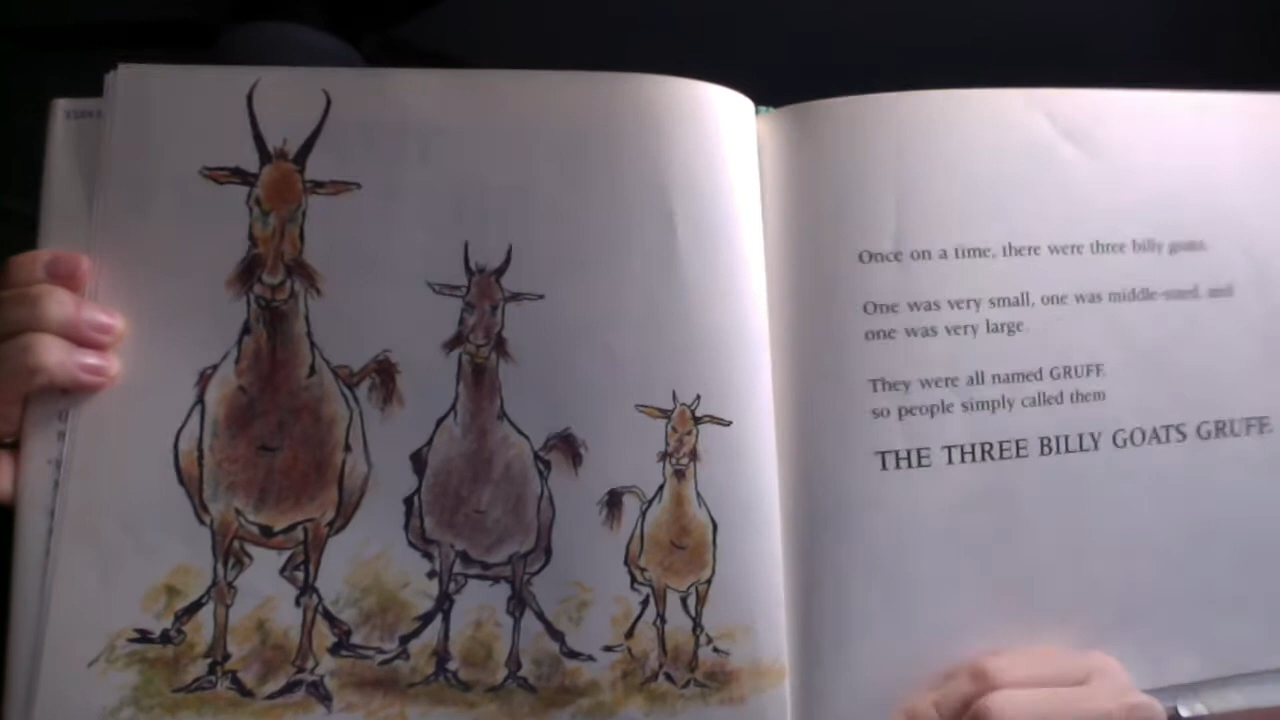 Once on a time, there were three billy goats.
One was very small, one was middle-sized, and
one was very large.
They were all named GRUFF,
so people simply called them
THE THREE BILLY GOATS GRUFF.